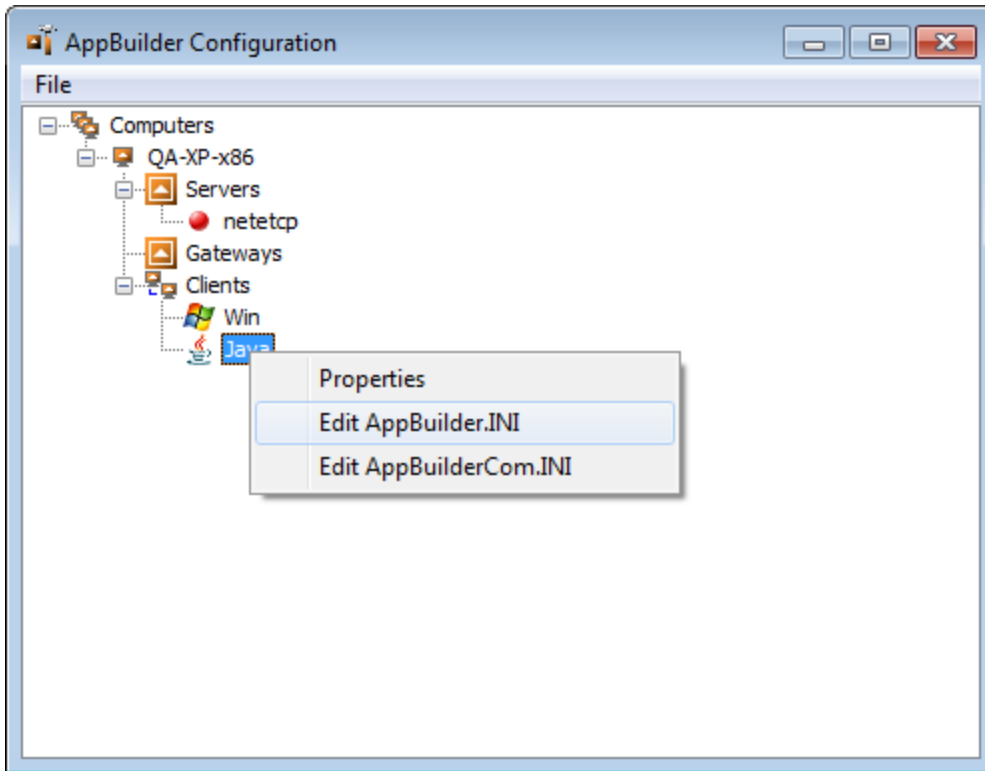 AppBuilder Configuration
File
Computers
QA-XP-x86
Servers
netetcp
Gateways
Clients
Win
Java
Properties
Edit AppBuilder.INI
Edit AppBuilderCom.INI